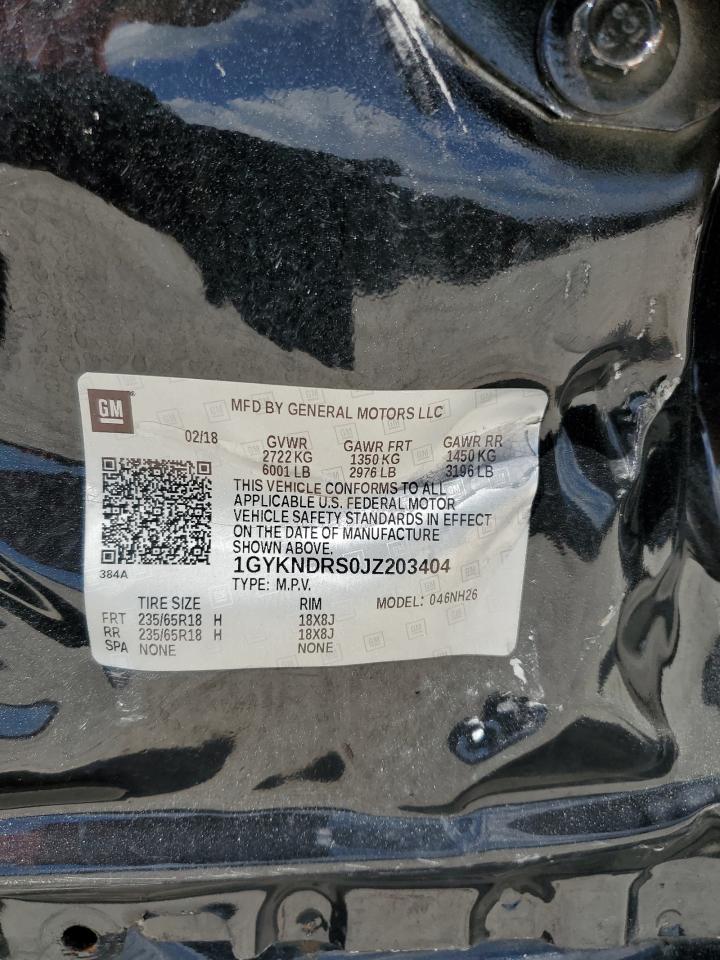 GM
MFD BY GENERAL MOTORS LLC
02/18 GVWR GAWR FRT GAWR RR
2722 KG 1350 KG 1450 KG
6001 LB 2976 LB 3196 LB
THIS VEHICLE CONFORMS TO ALL
APPLICABLE U.S. FEDERAL MOTOR
VEHICLE SAFETY STANDARDS IN EFFECT
ON THE DATE OF MANUFACTURE
SHOWN ABOVE.
384A
1GYKNDRS0JZ203404
TYPE: M.P.V.
TIRE SIZE RIM MODEL: 046NH26
FRT 235/65R18 H 18X8J
RR 235/65R18 H 18X8J
SPA NONE NONE